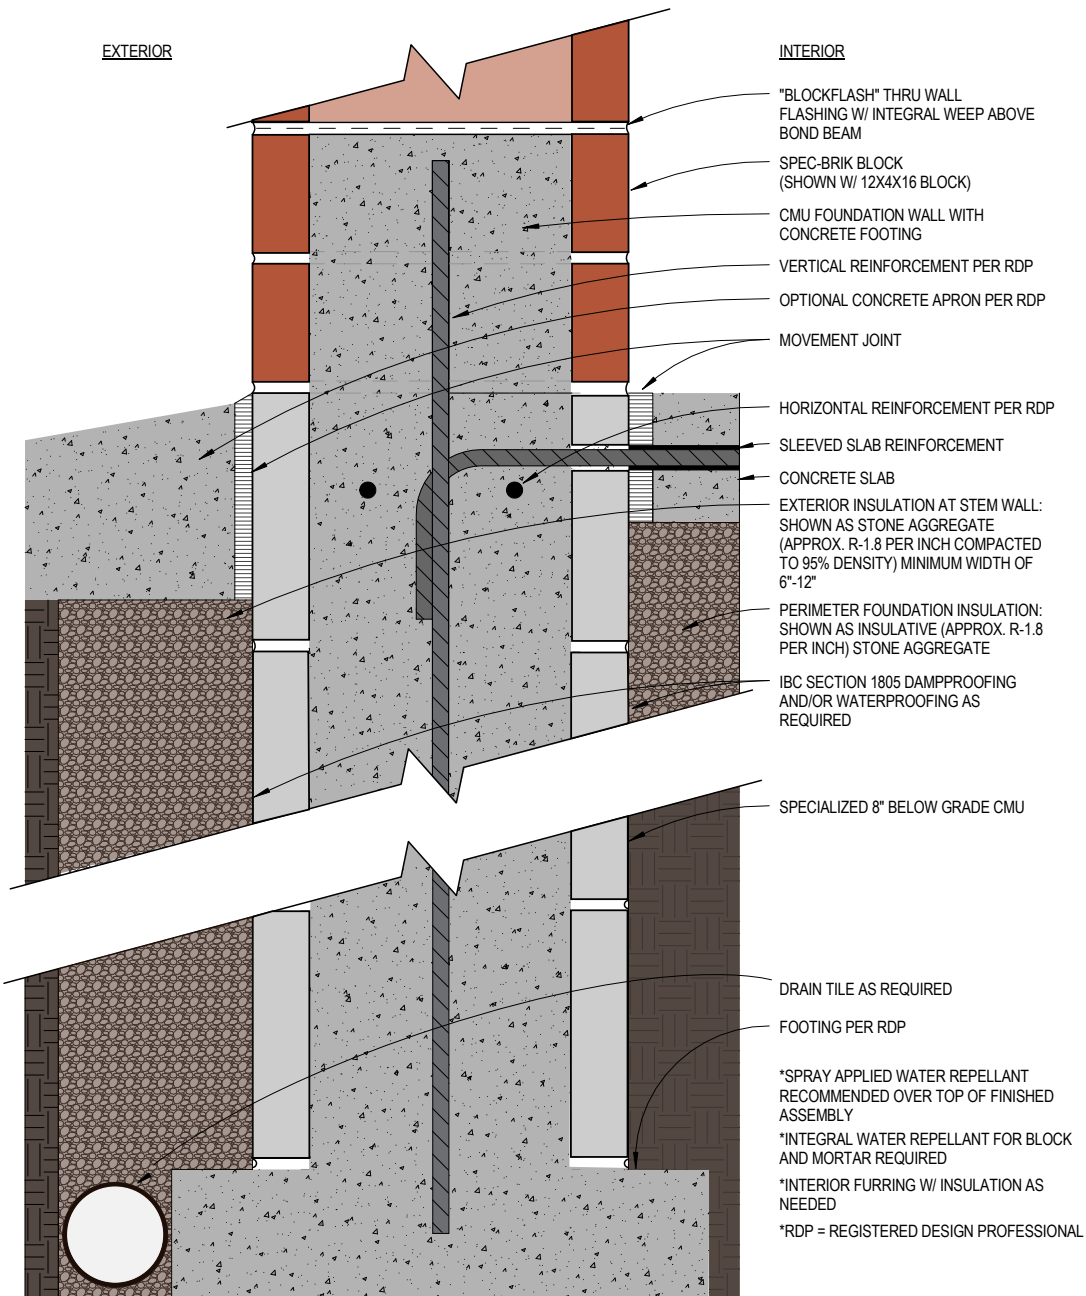 EXTERIOR
INTERIOR
"BLOCKFLASH" THRU WALL
FLASHING W/ INTEGRAL WEEP ABOVE
BOND BEAM
SPEC-BRIK BLOCK
(SHOWN W/ 12X4X16 BLOCK)
CMU FOUNDATION WALL WITH
CONCRETE FOOTING
VERTICAL REINFORCEMENT PER RDP
OPTIONAL CONCRETE APRON PER RDP
MOVEMENT JOINT
HORIZONTAL REINFORCEMENT PER RDP
SLEEVED SLAB REINFORCEMENT
CONCRETE SLAB
EXTERIOR INSULATION AT STEM WALL:
SHOWN AS STONE AGGREGATE
(APPROX. R-1.8 PER INCH COMPACTED
TO 95% DENSITY) MINIMUM WIDTH OF
6"-12"
PERIMETER FOUNDATION INSULATION:
SHOWN AS INSULATIVE (APPROX. R-1.8
PER INCH) STONE AGGREGATE
IBC SECTION 1805 DAMPPROOFING
AND/OR WATERPROOFING AS
REQUIRED
SPECIALIZED 8" BELOW GRADE CMU
DRAIN TILE AS REQUIRED
FOOTING PER RDP
*SPRAY APPLIED WATER REPELLANT
RECOMMENDED OVER TOP OF FINISHED
ASSEMBLY
*INTEGRAL WATER REPELLANT FOR BLOCK
AND MORTAR REQUIRED
*INTERIOR FURRING W/ INSULATION AS
NEEDED
*RDP = REGISTERED DESIGN PROFESSIONAL